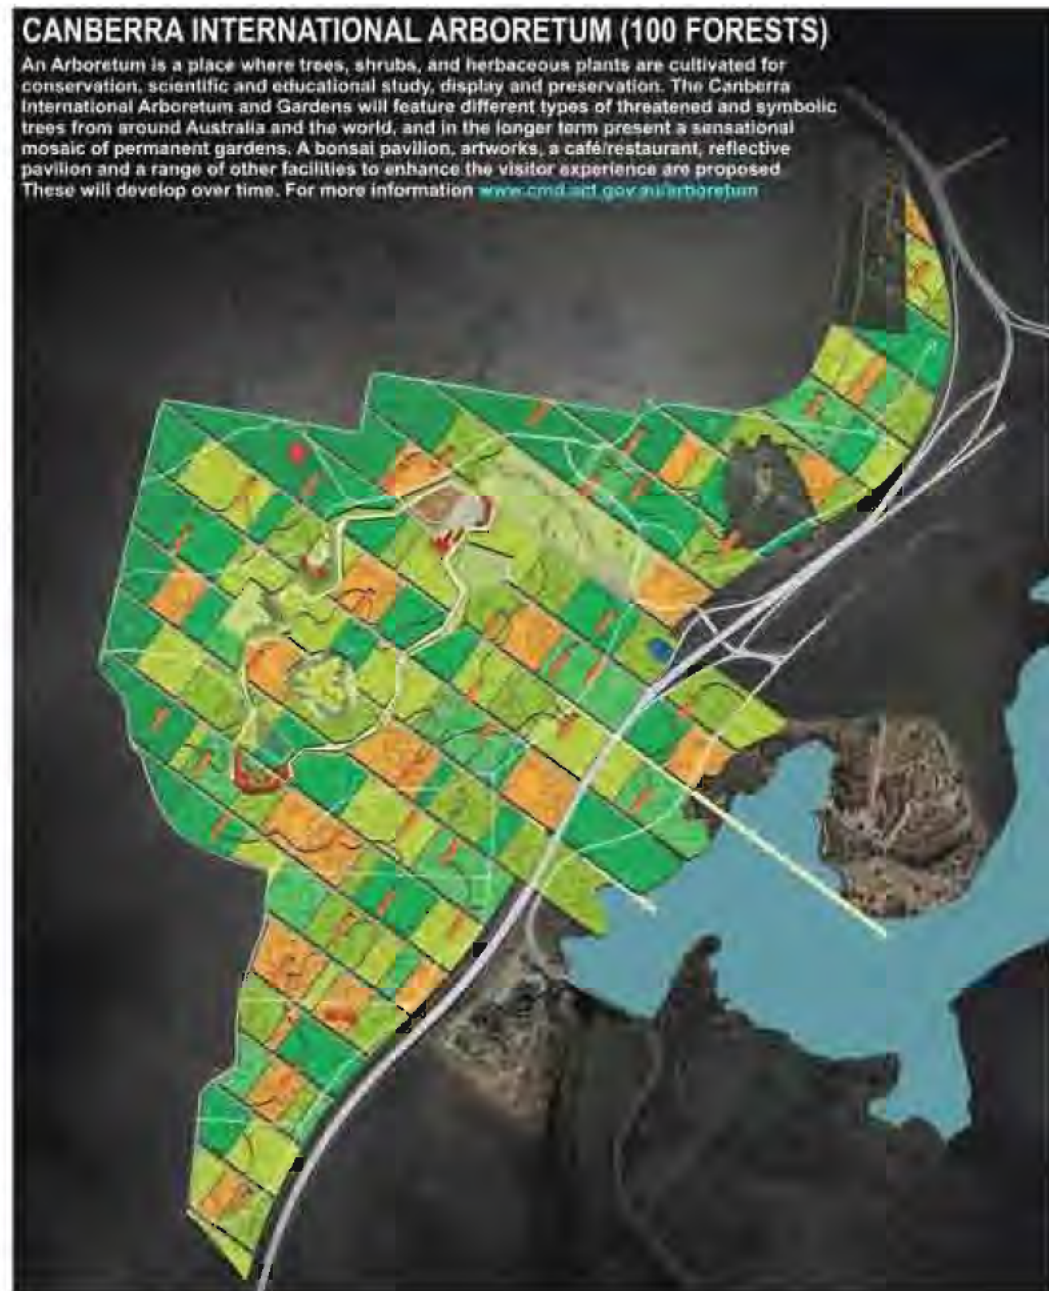 CANBERRA INTERNATIONAL ARBORETUM (100 FORESTS)
An Arboretum is a place where trees, shrubs, and herbaceous plants are cultivated for
conservation, scientific and educational study, display and preservation. The Canberra
International Arboretum and Gardens will feature different types of threatened and symbolic
trees from around Australia and the world, and in the longer term present a sensational
mosaic of permanent gardens. A bonsai pavilion, artworks, a café/restaurant, reflective
pavilion and a range of other facilities to enhance the visitor experience are proposed
These will develop over time. For more information www.cmd.act.gov.au/arboretum